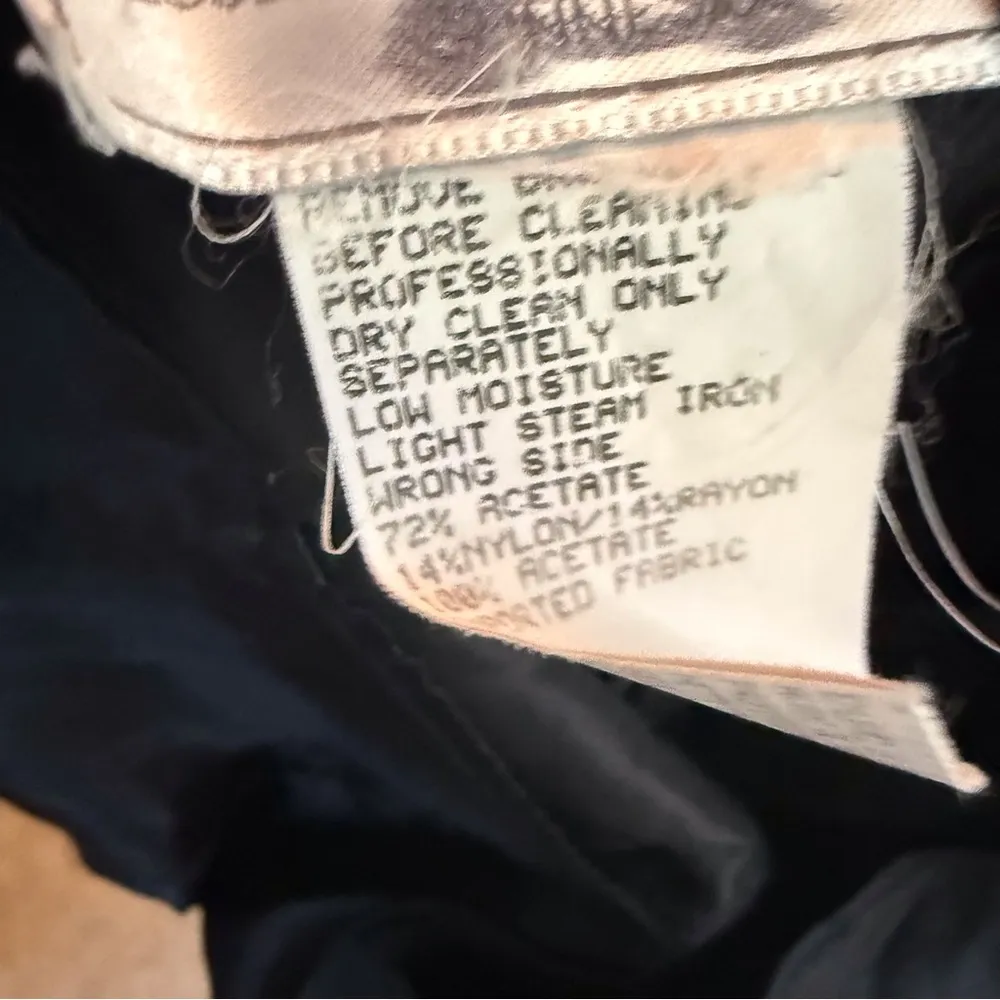 REMOVE
BEFORE CLEANING
PROFESSIONALLY
DRY CLEAN ONLY
SEPARATELY
LOW MOISTURE
LIGHT STEAM IRON
WRONG SIDE
72% ACETATE
14%NYLON/14%RAYON
100% ACETATE
FABRIC